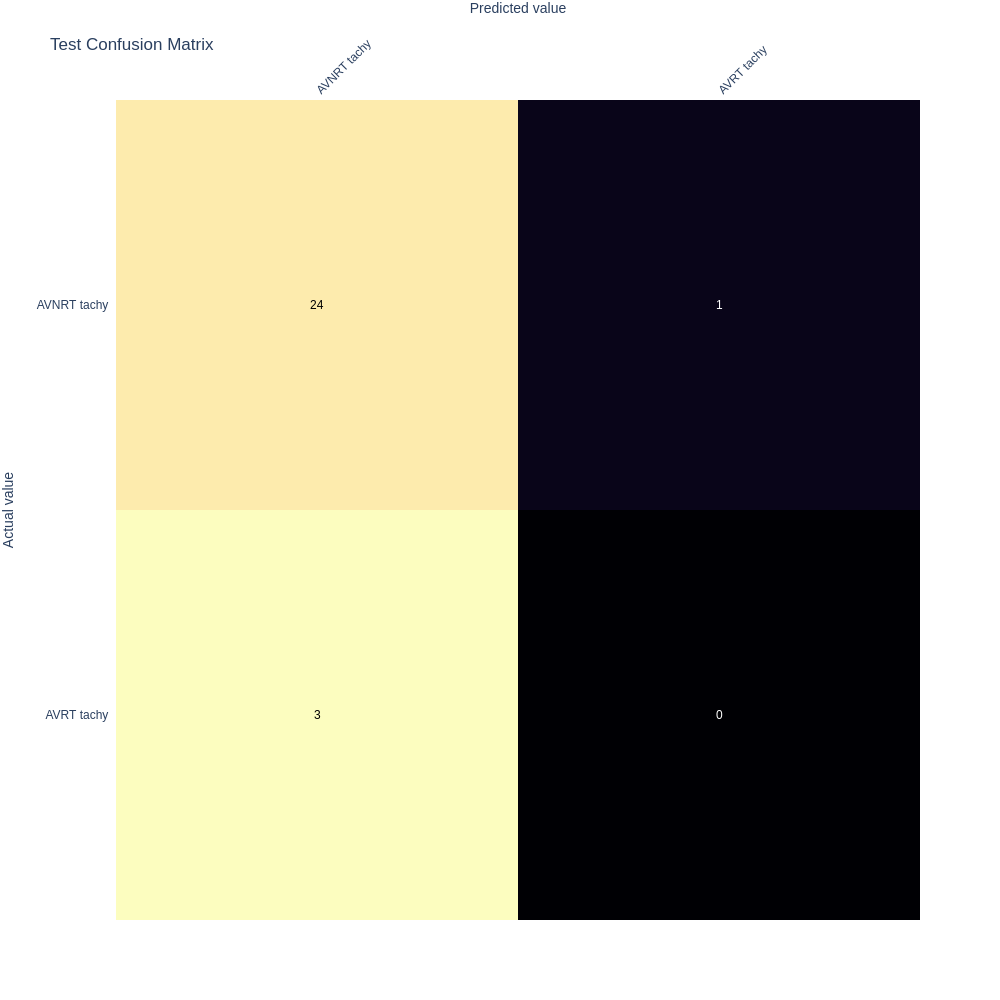 Predicted value
Test Confusion Matrix
AVNRT tachy
AVRT tachy
AVNRT tachy
24
1
Actual value
AVRT tachy
3
0